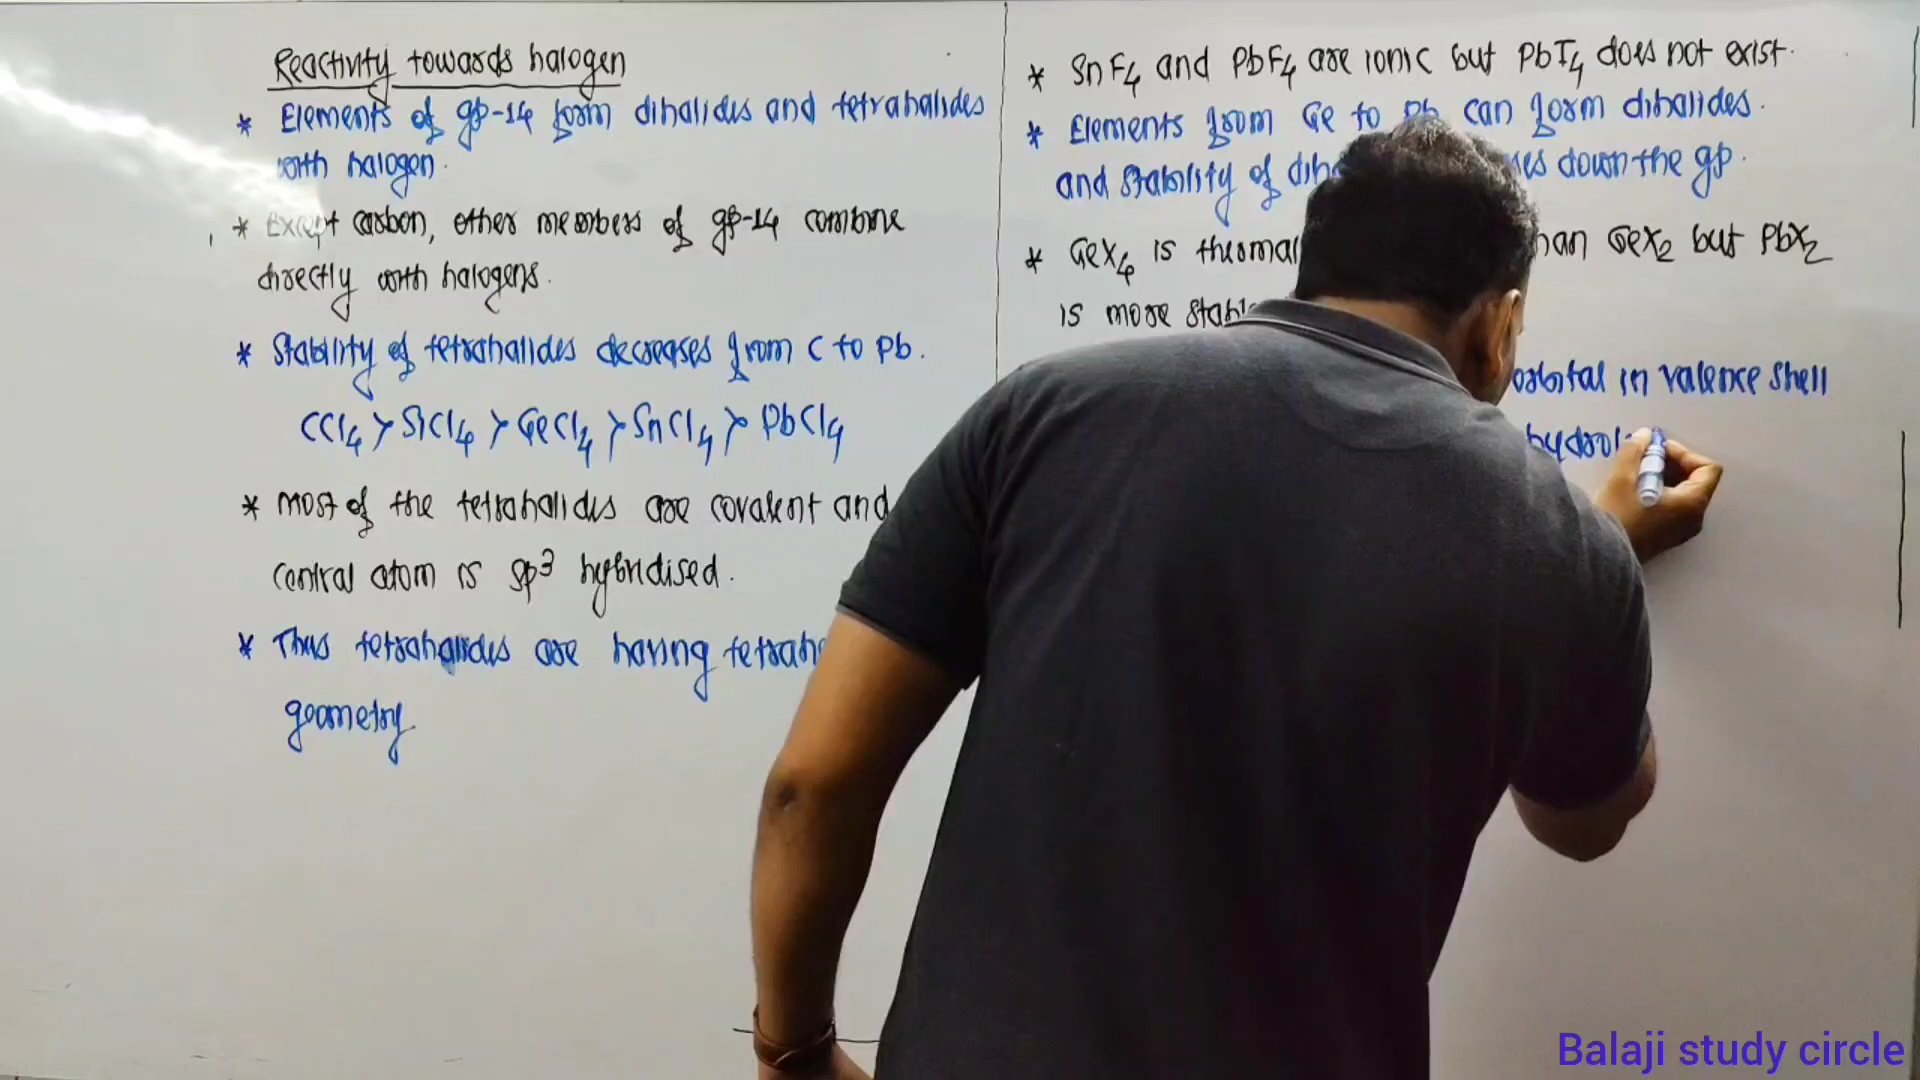 Reactivity towards halogen
* Elements of gp-14 form dihalides and tetrahalides
with halogen.
* Except carbon, other members of gp-14 combine
directly with halogens.
* Stability of tetrahalides decreases from C to Pb.
CCl4 > SiCl4 > GeCl4 > SnCl4 > PbCl4
* most of the tetrahalides are covalent and
central atom is sp3 hybridised.
* Thus tetrahalides are having
geometry
* SnF4 and PbF4 are ionic but PbI4 does not exist.
* Elements from Ge to Pb can form dihalides.
and stability of down the gp.
* GeX4 is GeX2 but PbX2
is more
orbital in valence shell
Balaji study circle